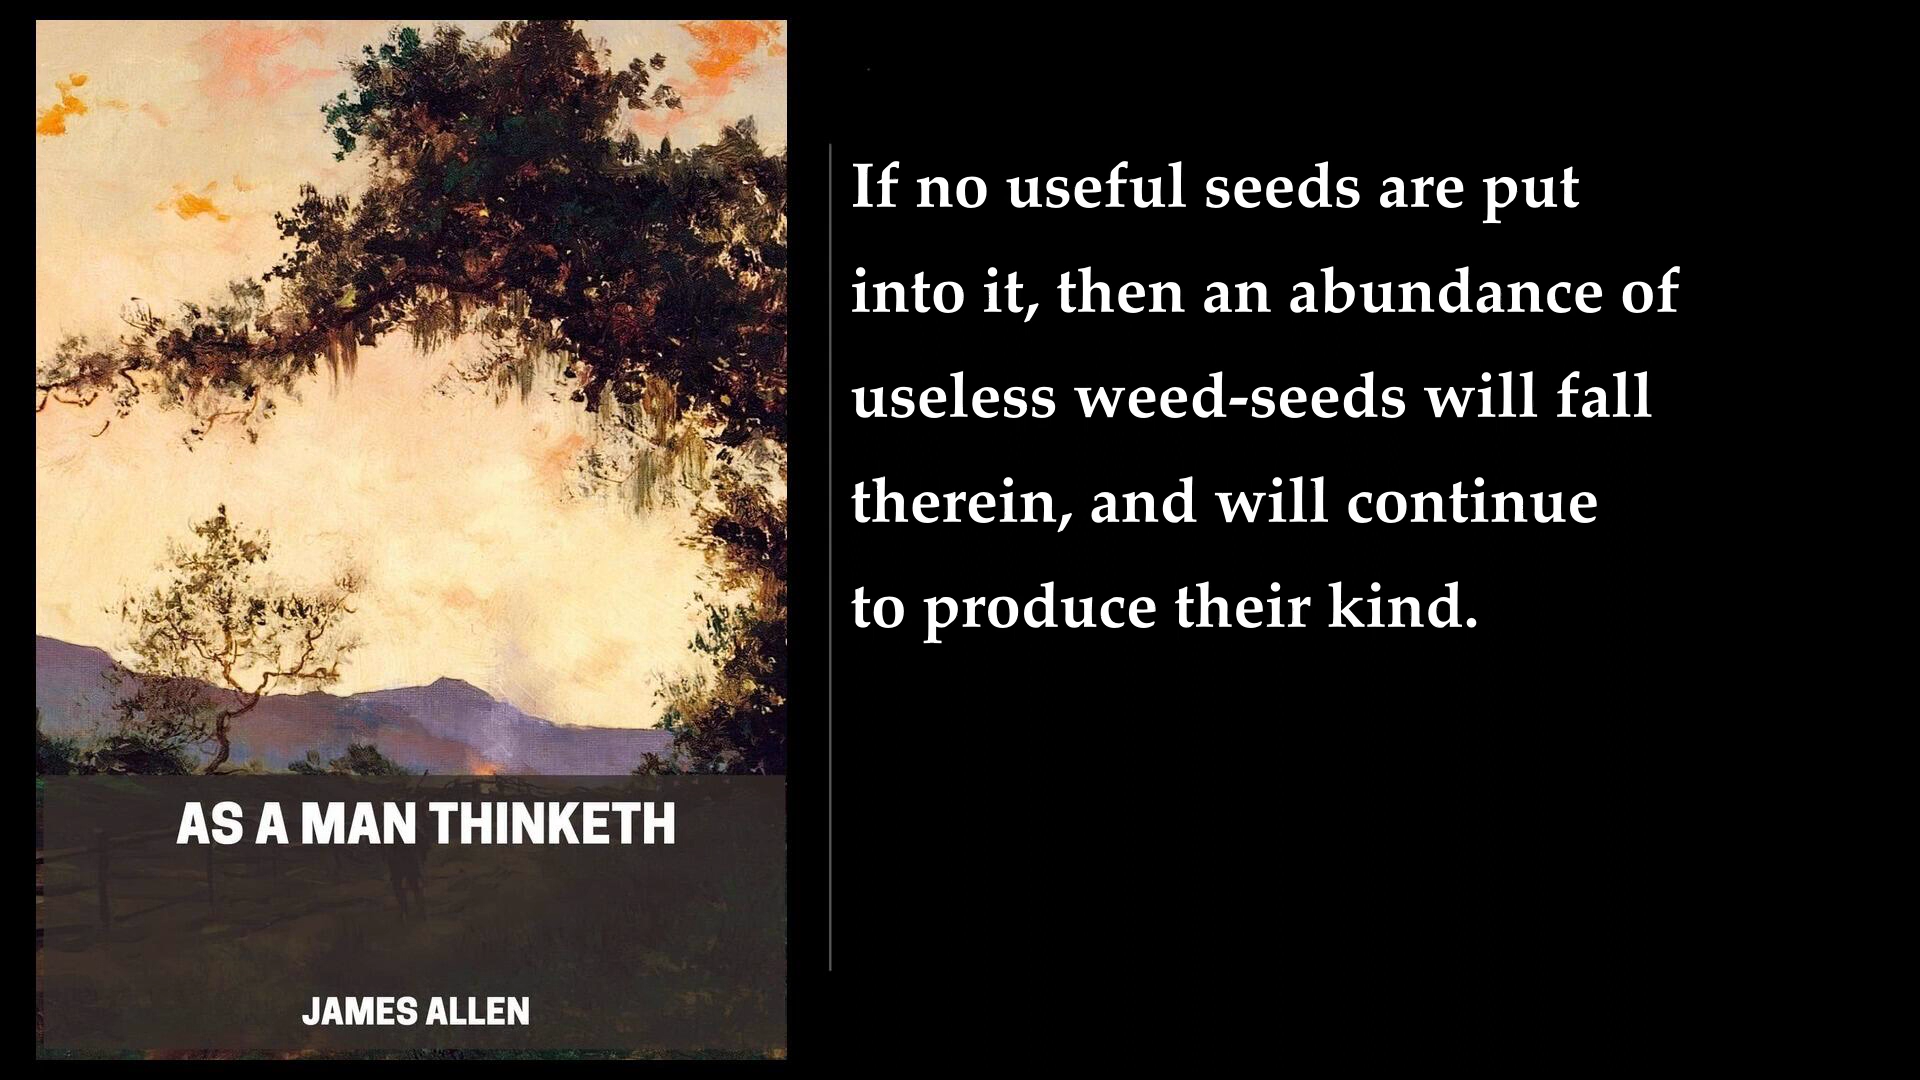 AS A MAN THINKETH
JAMES ALLEN
If no useful seeds are put
into it, then an abundance of
useless weed-seeds will fall
therein, and will continue
to produce their kind.